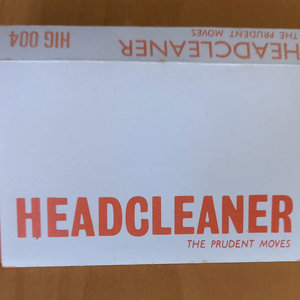 HIG 004
HEADCLEANER
THE PRUDENT MOVES
HEADCLEANER
THE PRUDENT MOVES